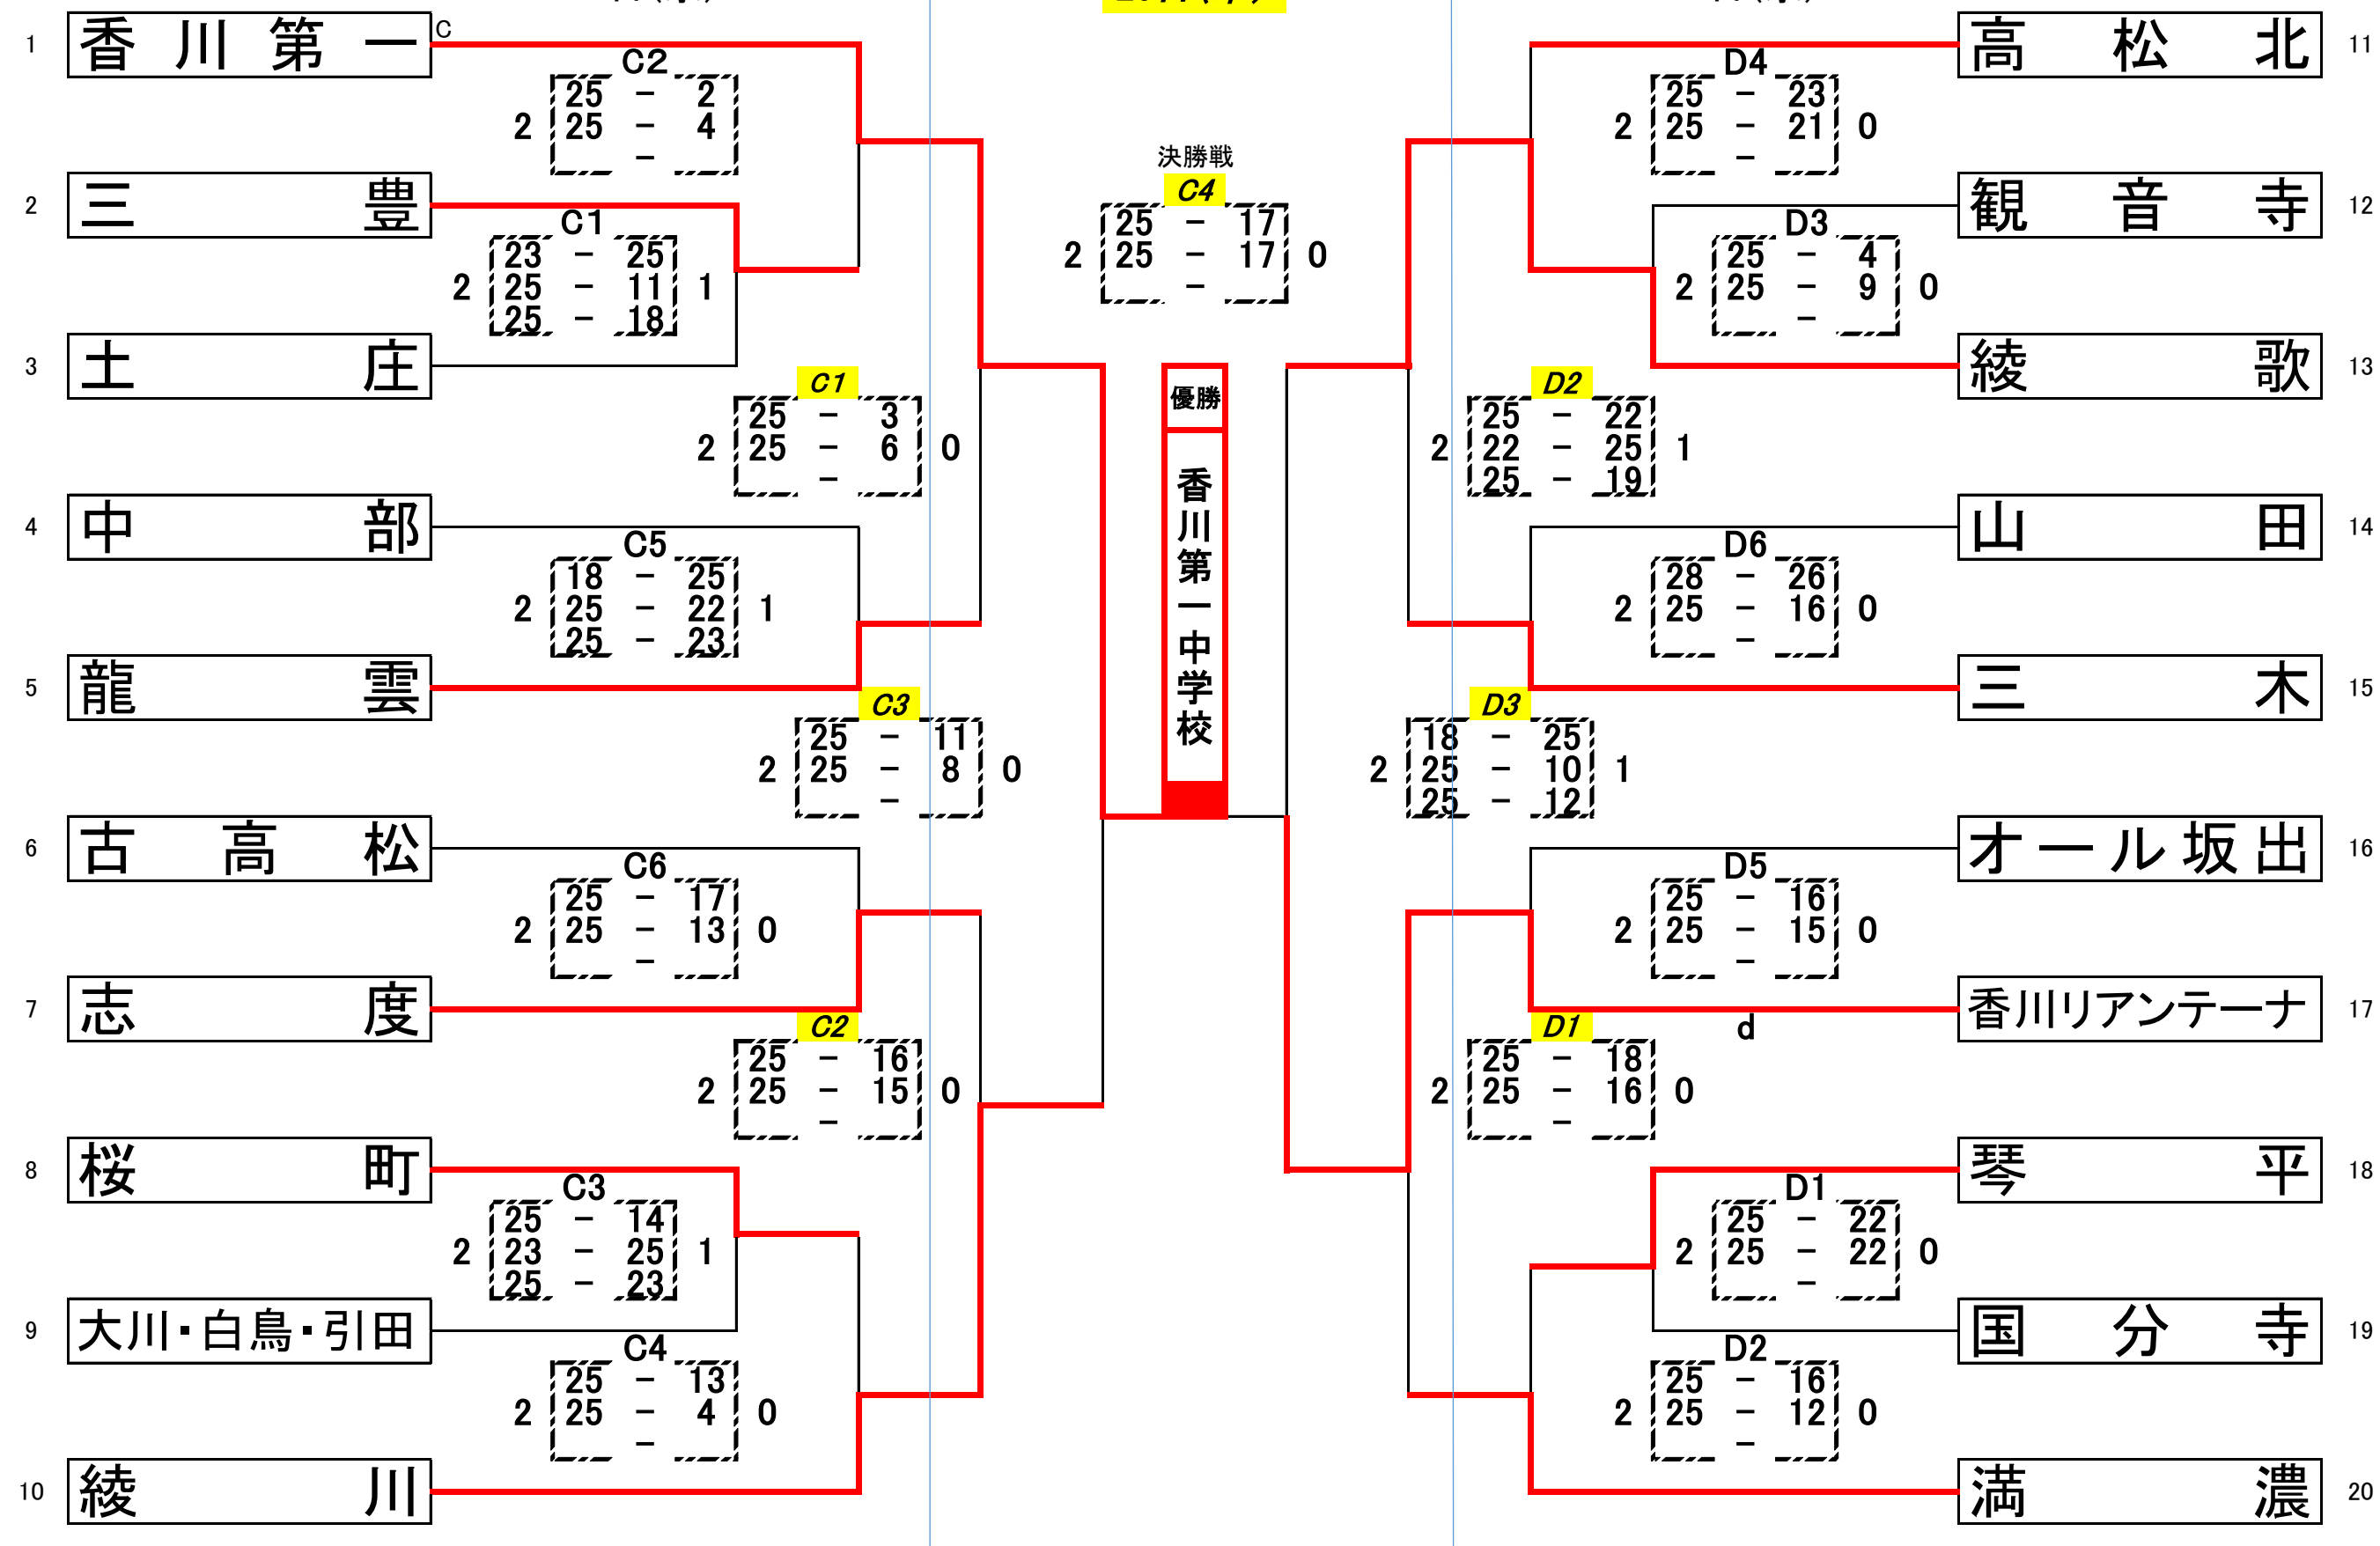 1 香川第一 C
C2
25 - 2
2 25 - 4
-
2 三豊
C1
23 - 25
2 25 - 11 1
25 - 18
3 土庄
C1
25 - 3
2 25 - 6 0
-
4 中部
C5
18 - 25
2 25 - 22 1
25 - 23
5 龍雲
C3
25 - 11
2 25 - 8 0
-
6 古高松
C6
25 - 17
2 25 - 13 0
-
7 志度
C2
25 - 16
2 25 - 15 0
-
8 桜町
C3
25 - 14
2 23 - 25 1
25 - 23
9 大川・白鳥・引田
C4
25 - 13
2 25 - 4 0
-
10 綾川
決勝戦
C4
25 - 17
2 25 - 17 0
-
優勝
香川第一中学校
高松北 11
D4
25 - 23
2 25 - 21 0
-
観音寺 12
D3
25 - 4
2 25 - 9 0
-
綾歌 13
D2
25 - 22
2 22 - 25 1
25 - 19
山田 14
D6
28 - 26
2 25 - 16 0
-
三木 15
D3
18 - 25
2 25 - 10 1
25 - 12
オール坂出 16
D5
25 - 16
2 25 - 15 0
-
香川リアンテーナ 17
d
D1
25 - 18
2 25 - 16 0
-
琴平 18
D1
25 - 22
2 25 - 22 0
-
国分寺 19
D2
25 - 16
2 25 - 12 0
-
満濃 20